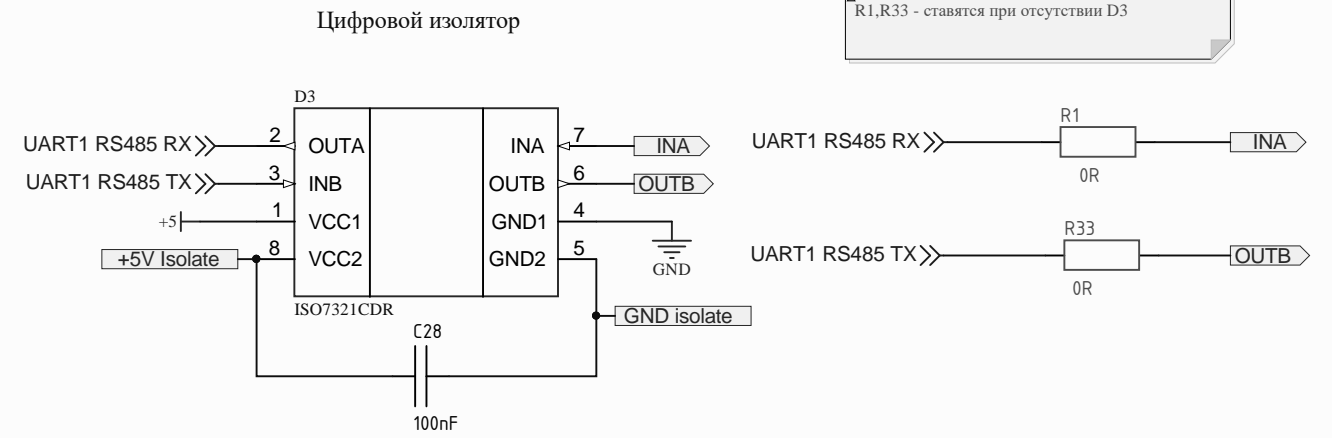 Цифровой изолятор
R1,R33 - ставятся при отсутствии D3
D3
UART1 RS485 RX
2
OUTA
INA
7
INA
UART1 RS485 TX
3
INB
OUTB
6
OUTB
+5
1
VCC1
GND1
4
GND
+5V Isolate
8
VCC2
GND2
5
ISO7321CDR
GND isolate
C28
100nF
R1
UART1 RS485 RX
INA
0R
R33
UART1 RS485 TX
OUTB
0R